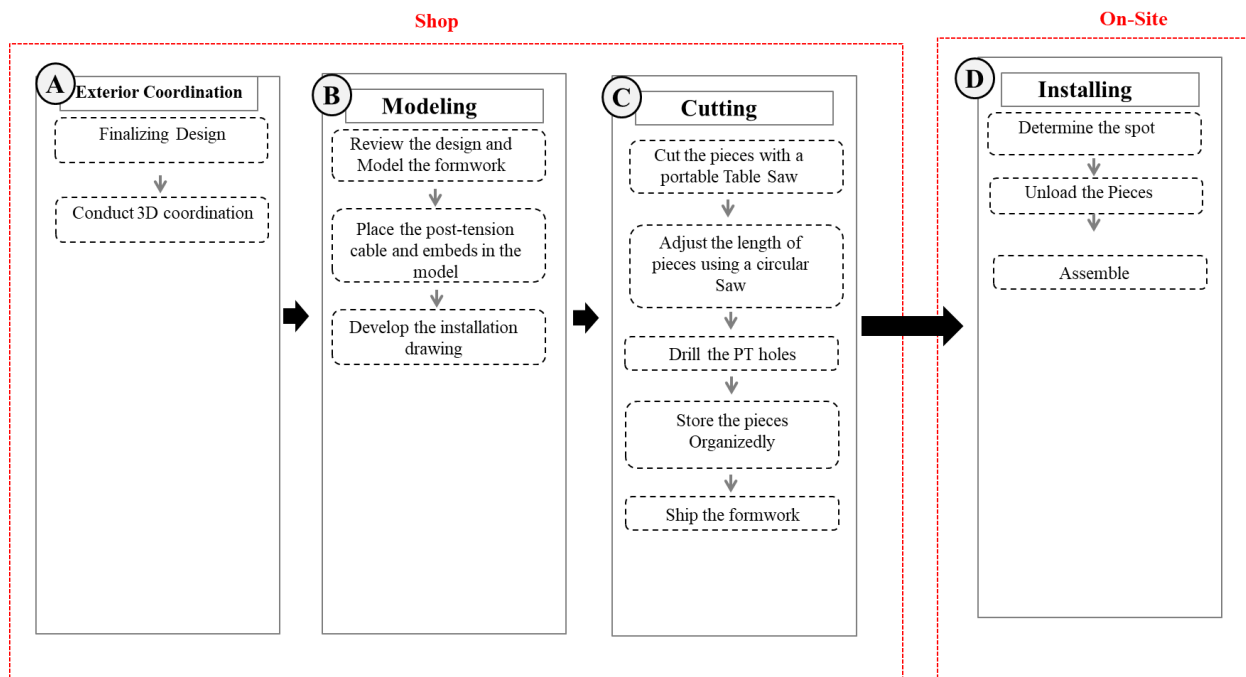 Shop
On-Site
A
Exterior Coordination
Finalizing Design
Conduct 3D coordination
B
Modeling
Review the design and
Model the formwork
Place the post-tension
cable and embeds in the
model
Develop the installation
drawing
C
Cutting
Cut the pieces with a
portable Table Saw
Adjust the length of
pieces using a circular
Saw
Drill the PT holes
Store the pieces
Organizedly
Ship the formwork
D
Installing
Determine the spot
Unload the Pieces
Assemble